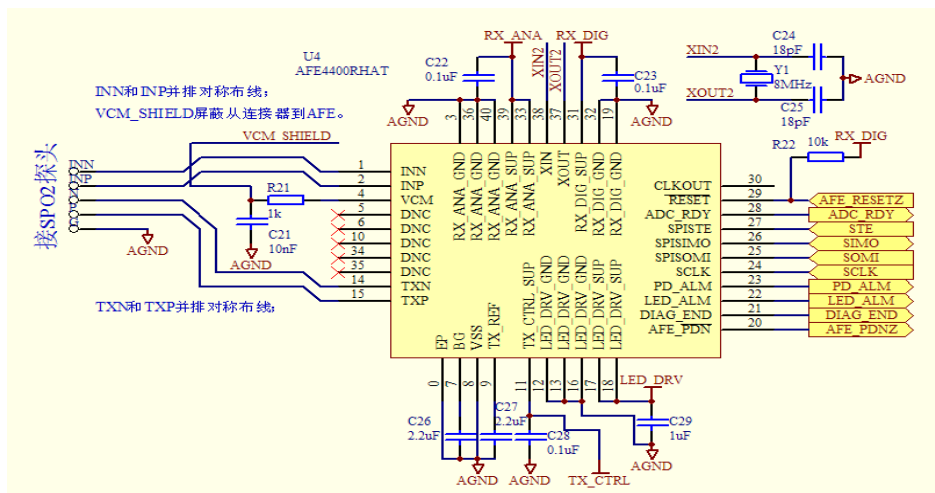 RX_ANA
RX_DIG
U4
AFE4400RHAT
C22
0.1uF
XIN2
XOUT2
C23
0.1uF
XIN2
XOUT2
C24
18pF
Y1
8MHz
C25
18pF
AGND
INN和INP并排对称布线；
VCM_SHIELD屏蔽从连接器到AFE。
AGND
AGND
3
36
40
39
33
38
37
31
32
19
VCM_SHIELD
R22
10k
RX_DIG
接SPO2探头
INN
INP
1
2
4
5
6
10
34
35
14
15
INN
INP
VCM
DNC
DNC
DNC
DNC
DNC
TXN
TXP
R21
1k
C21
10nF
AGND
AGND
RX_ANA_GND
RX_ANA_GND
RX_ANA_GND
RX_ANA_SUP
RX_ANA_SUP
XIN
XOUT
RX_DIG_SUP
RX_DIG_GND
RX_DIG_GND
CLKOUT
RESET
ADC_RDY
SPISTE
SPISIMO
SPISOMI
SCLK
PD_ALM
LED_ALM
DIAG_END
AFE_PDN
30
29
28
27
26
25
24
23
22
21
20
AFE_RESETZ
ADC_RDY
STE
SIMO
SOMI
SCLK
PD_ALM
LED_ALM
DIAG_END
AFE_PDNZ
TXN和TXP并排对称布线；
EP
BG
VSS
TX_REF
TX_CTRL_SUP
LED_DRV_GND
LED_DRV_GND
LED_DRV_GND
LED_DRV_SUP
LED_DRV_SUP
0
7
8
9
11
12
13
16
17
18
LED_DRV
C26
2.2uF
C27
2.2uF
C28
0.1uF
C29
1uF
AGND
AGND
TX_CTRL
AGND